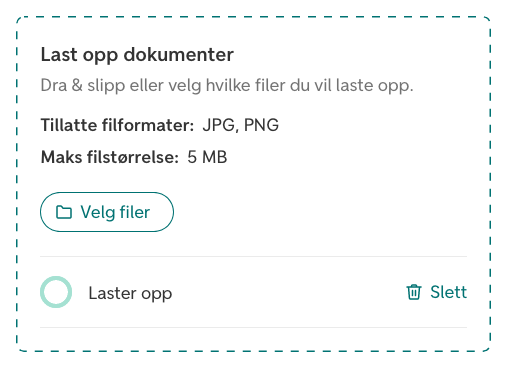 Last opp dokumenter
Dra & slipp eller velg hvilke filer du vil laste opp.
Tillatte filformater: JPG, PNG
Maks filstørrelse: 5 MB
Velg filer
Laster opp Slett